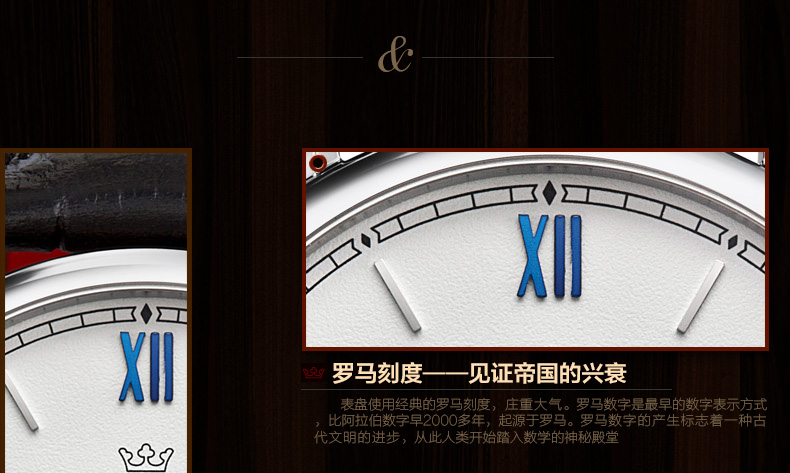 &
XII
XII
罗马刻度——见证帝国的兴衰
表盘使用经典的罗马刻度，庄重大气。罗马数字是最早的数字表示方式
，比阿拉伯数字早2000多年，起源于罗马。罗马数字的产生标志着一种古
代文明的进步，从此人类开始踏入数学的神秘殿堂